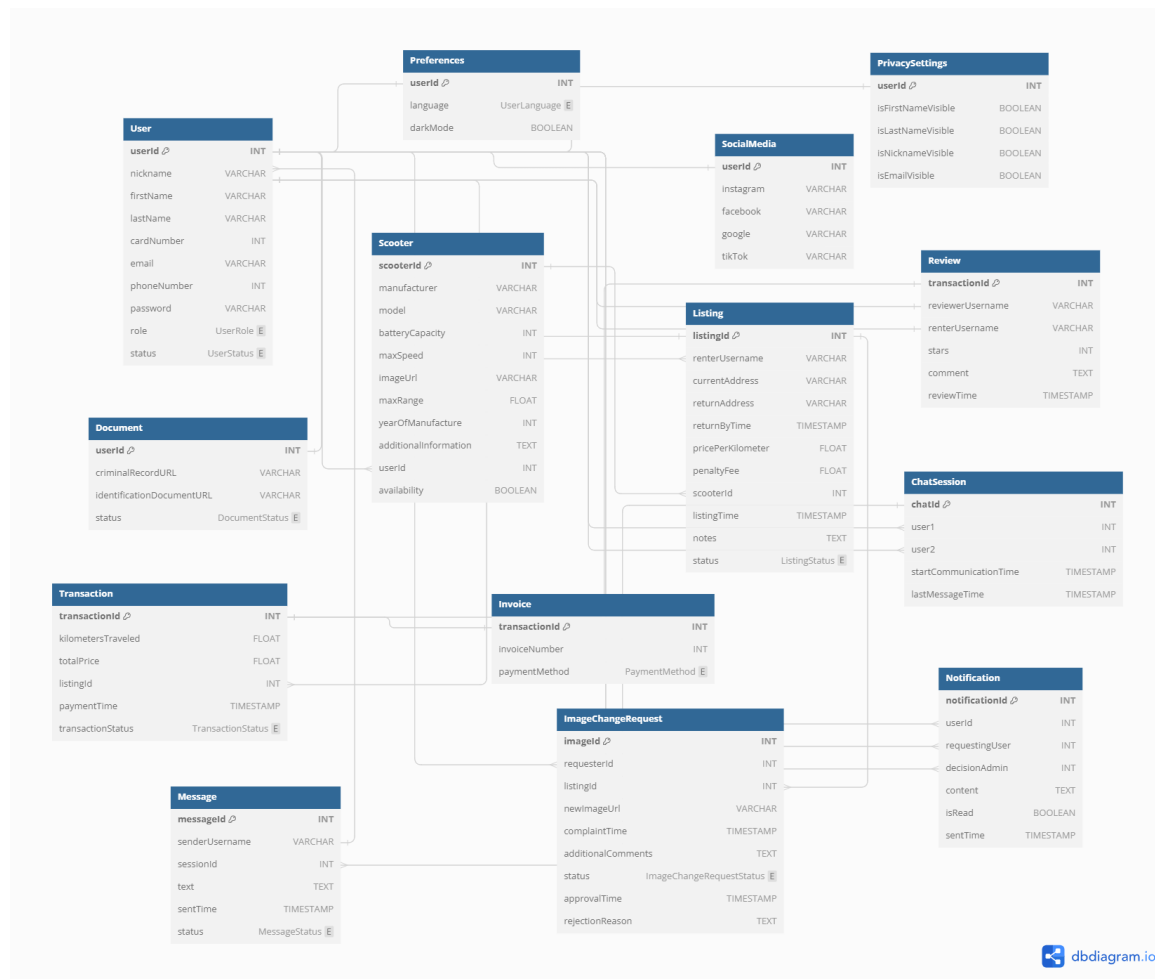 Preferences
userId INT
language UserLanguage E
darkMode BOOLEAN
PrivacySettings
userId INT
isFirstNameVisible BOOLEAN
isLastNameVisible BOOLEAN
isNicknameVisible BOOLEAN
isEmailVisible BOOLEAN
User
userId INT
nickname VARCHAR
firstName VARCHAR
lastName VARCHAR
cardNumber INT
email VARCHAR
phoneNumber INT
password VARCHAR
role UserRole E
status UserStatus E
SocialMedia
userId INT
instagram VARCHAR
facebook VARCHAR
google VARCHAR
tikTok VARCHAR
Scooter
scooterId INT
manufacturer VARCHAR
model VARCHAR
batteryCapacity INT
maxSpeed INT
imageUrl VARCHAR
maxRange FLOAT
yearOfManufacture INT
additionalInformation TEXT
userId INT
availability BOOLEAN
Review
transactionId INT
reviewerUsername VARCHAR
renterUsername VARCHAR
stars INT
comment TEXT
reviewTime TIMESTAMP
Listing
listingId INT
renterUsername VARCHAR
currentAddress VARCHAR
returnAddress VARCHAR
returnByTime TIMESTAMP
pricePerKilometer FLOAT
penaltyFee FLOAT
scooterId INT
listingTime TIMESTAMP
notes TEXT
status ListingStatus E
Document
userId INT
criminalRecordURL VARCHAR
identificationDocumentURL VARCHAR
status DocumentStatus E
ChatSession
chatId INT
user1 INT
user2 INT
startCommunicationTime TIMESTAMP
lastMessageTime TIMESTAMP
Transaction
transactionId INT
kilometersTraveled FLOAT
totalPrice FLOAT
listingId INT
paymentTime TIMESTAMP
transactionStatus TransactionStatus E
Invoice
transactionId INT
invoiceNumber INT
paymentMethod PaymentMethod E
Notification
notificationId INT
userId INT
requestingUser INT
decisionAdmin INT
content TEXT
isRead BOOLEAN
sentTime TIMESTAMP
ImageChangeRequest
imageId INT
requesterId INT
listingId INT
newImageUrl VARCHAR
complaintTime TIMESTAMP
additionalComments TEXT
status ImageChangeRequestStatus E
approvalTime TIMESTAMP
rejectionReason TEXT
Message
messageId INT
senderUsername VARCHAR
sessionId INT
text TEXT
sentTime TIMESTAMP
status MessageStatus E
dbdiagram.io